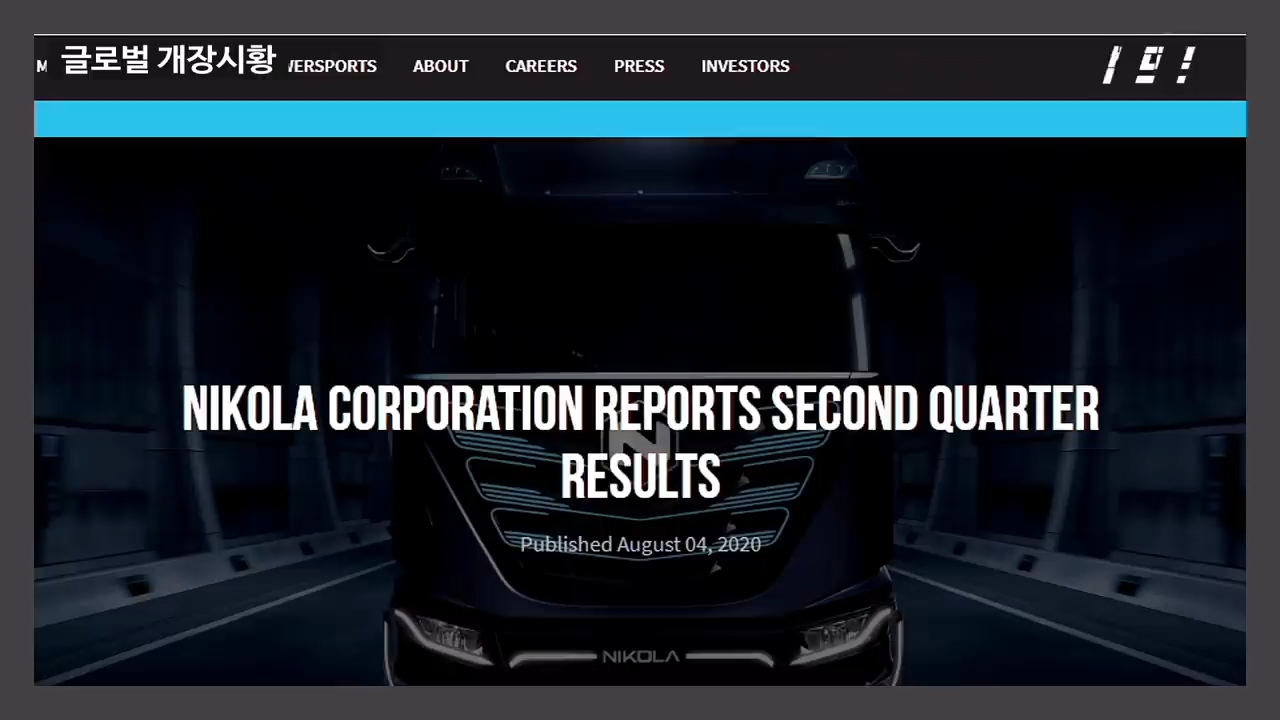 글로벌 개장시황
M VERSPORTS ABOUT CAREERS PRESS INVESTORS
NIKOLA CORPORATION REPORTS SECOND QUARTER
RESULTS
Published August 04, 2020
NIKOLA